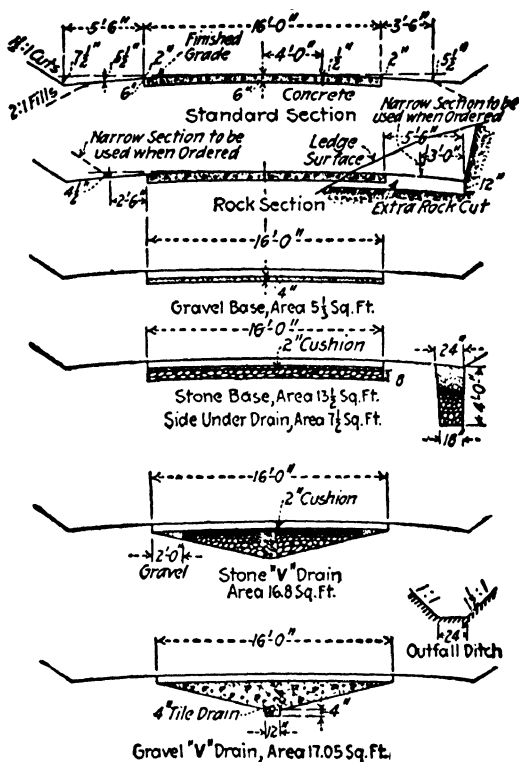 5'-6" 16'-0" 3'-6"
1½:1 Cuts 7½" 5½" 2" Finished Grade 4'-0" 1½" 2" 5½"
2:1 Fills 6" 6" Concrete
Standard Section
Narrow Section to be used when Ordered
Narrow Section to be used when Ordered
Ledge Surface
5'-6"
3'-0"
4½ 2'-6" 12"
Rock Section Extra Rock Cut
16'-0"
4"
Gravel Base, Area 5⅓ Sq. Ft.
16'-0"
2" Cushion 24"
8 4'-0"
Stone Base, Area 13½ Sq. Ft.
Side Under Drain, Area 7½ Sq. Ft. 18"
16'-0"
2" Cushion
2'-0"
Gravel
Stone "V" Drain
Area 16.8 Sq. Ft.
1:1 1½:1
24"
Outfall Ditch
16'-0"
4" Tile Drain 4"
12"
Gravel "V" Drain, Area 17.05 Sq. Ft.